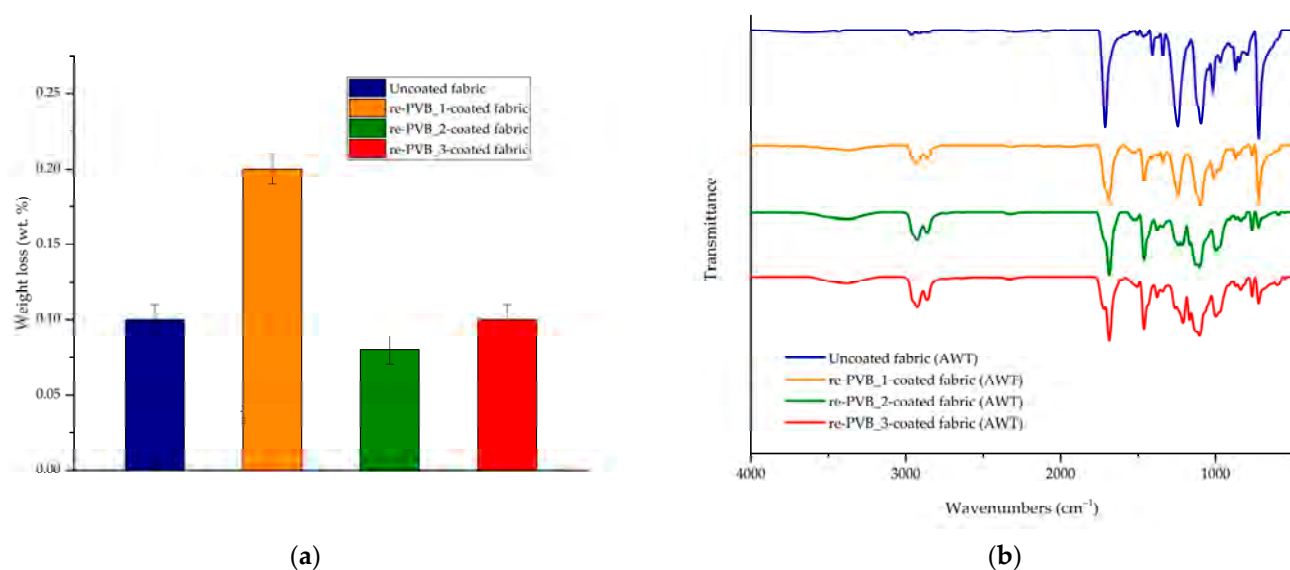 0.25
0.20
0.15
0.10
0.05
0.00
Weight loss (wt. %)
Uncoated fabric
re-PVB_1-coated fabric
re-PVB_2-coated fabric
re-PVB_3-coated fabric
(a)
Transmittance
Uncoated fabric (AWT)
re-PVB_1-coated fabric (AWT)
re-PVB_2-coated fabric (AWT)
re-PVB_3-coated fabric (AWT)
4000 3000 2000 1000
Wavenumbers (cm⁻¹)
(b)